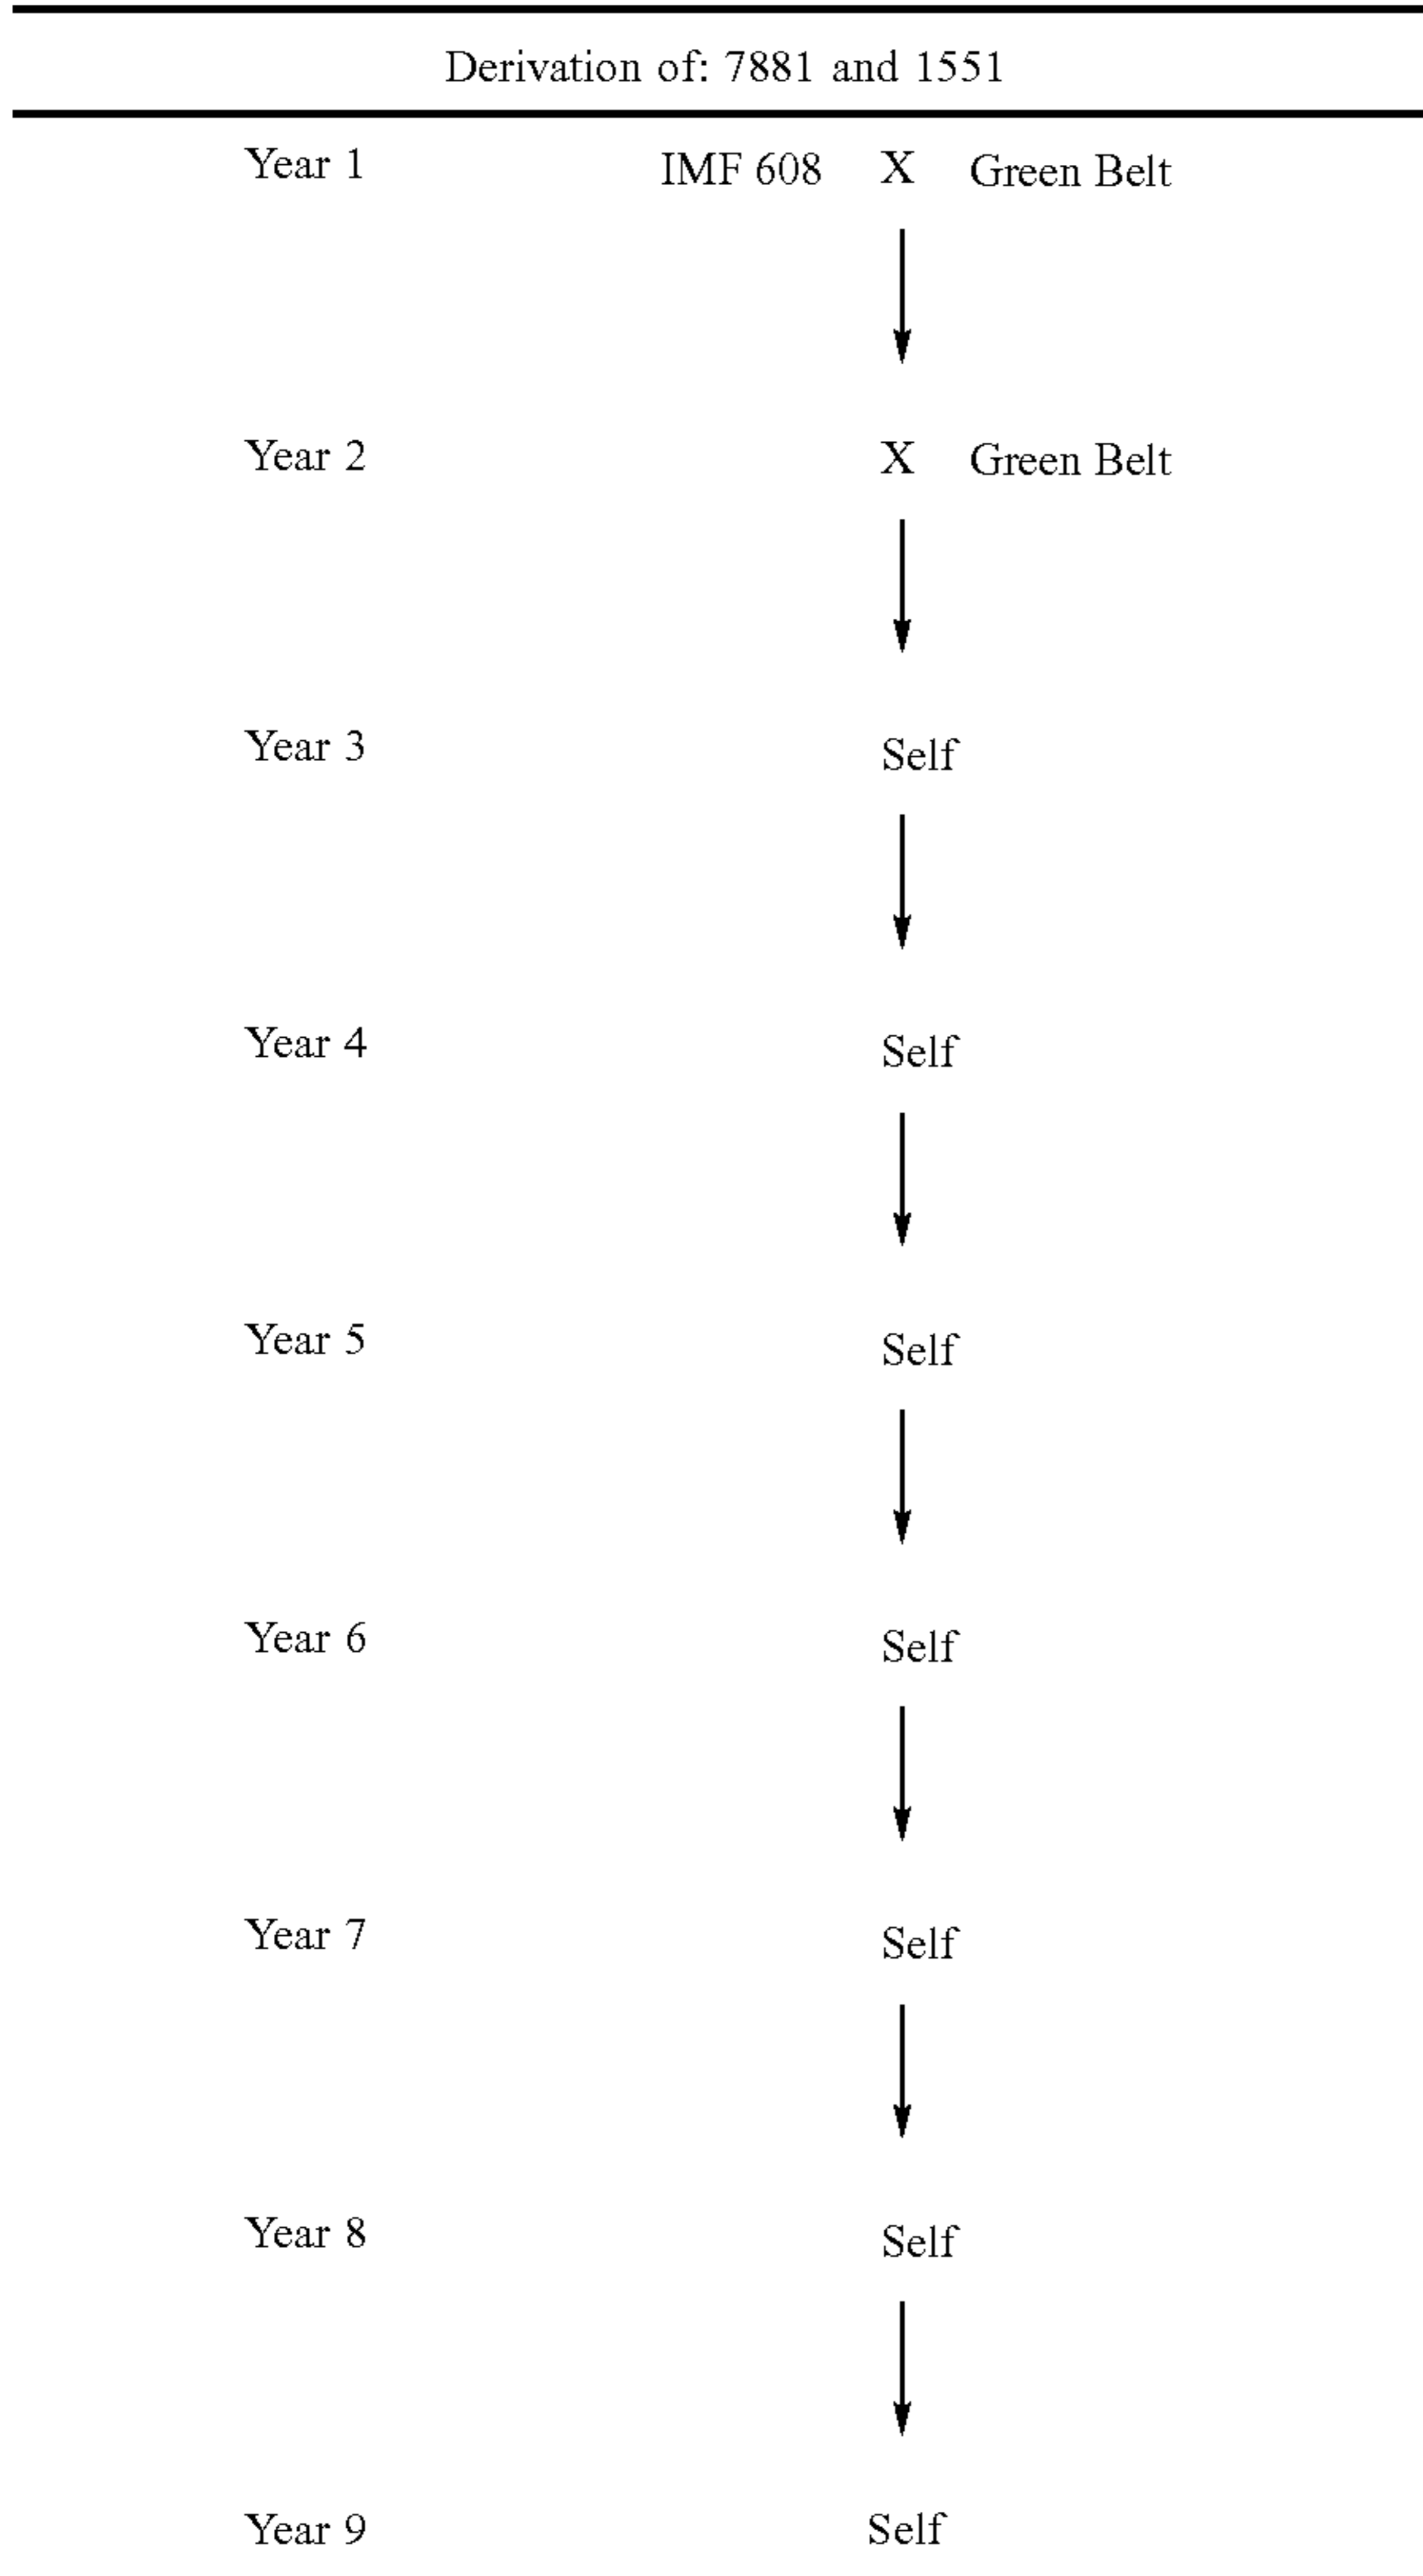 Derivation of: 7881 and 1551
Year 1 IMF 608 X Green Belt
Year 2 X Green Belt
Year 3 Self
Year 4 Self
Year 5 Self
Year 6 Self
Year 7 Self
Year 8 Self
Year 9 Self